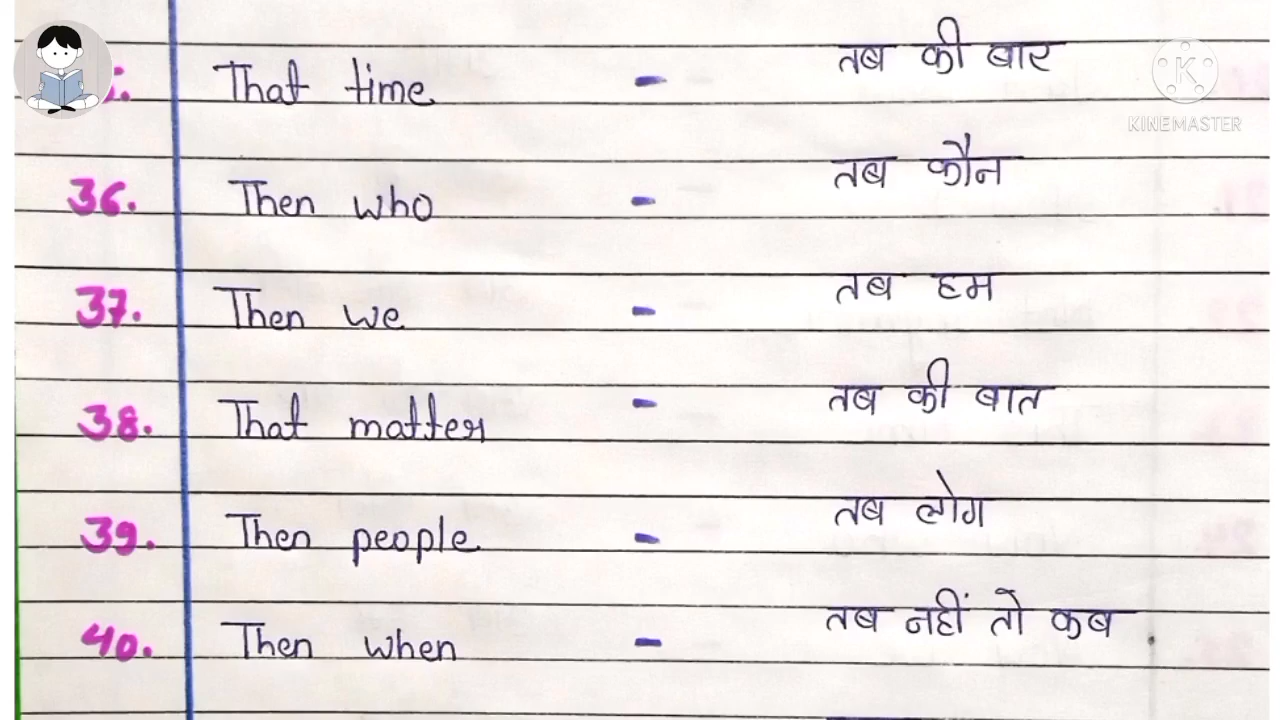 That time - तब की बार
KINEMASTER
36. Then who - तब कौन
37. Then we - तब हम
38. That matter - तब की बात
39. Then people - तब लोग
40. Then when - तब नहीं तो कब